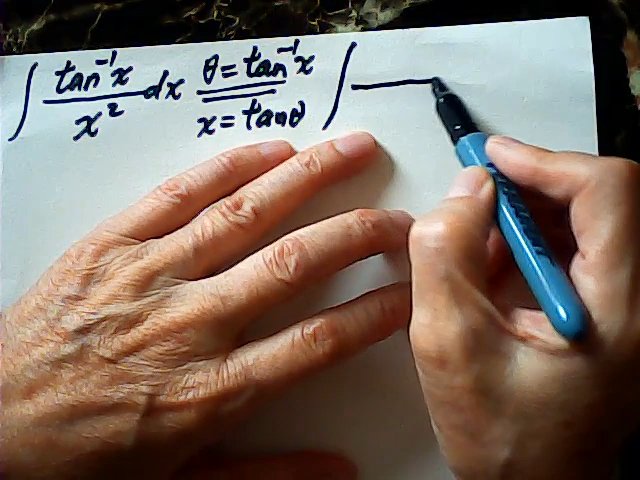 ∫ tan⁻¹x / x² dx θ = tan⁻¹x ∫
x = tanθ